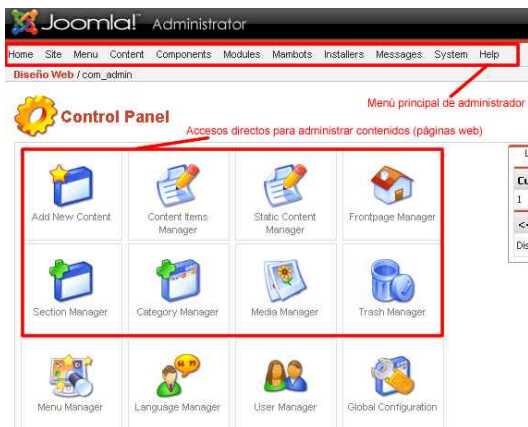 Joomla! Administrator
Home Site Menu Content Components Modules Mambots Installers Messages System Help
Diseño Web / com_admin
Menú principal de administrador
Control Panel
Accesos directos para administrar contenidos (páginas web)
Add New Content
Content Items Manager
Static Content Manager
Frontpage Manager
1
<
Section Manager
Category Manager
Media Manager
Trash Manager
Menu Manager
Language Manager
User Manager
Global Configuration